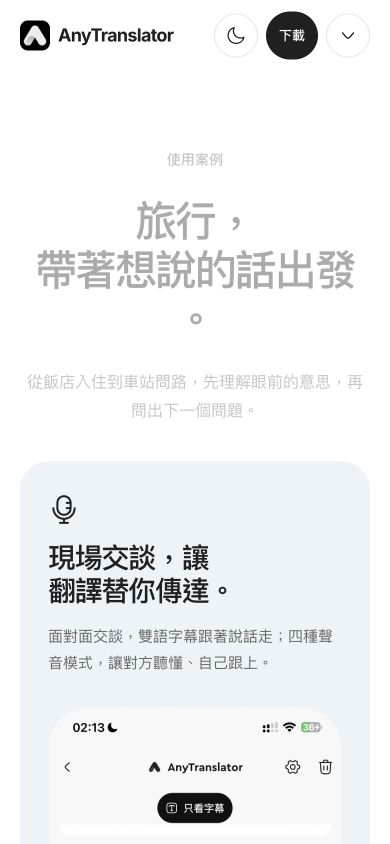 AnyTranslator
下載
使用案例
旅行，
帶著想說的話出發
。
從飯店入住到車站問路，先理解眼前的意思，再
問出下一個問題。
現場交談，讓
翻譯替你傳達。
面對面交談，雙語字幕跟著說話走；四種聲
音模式，讓對方聽懂、自己跟上。
02:13
36
AnyTranslator
只看字幕